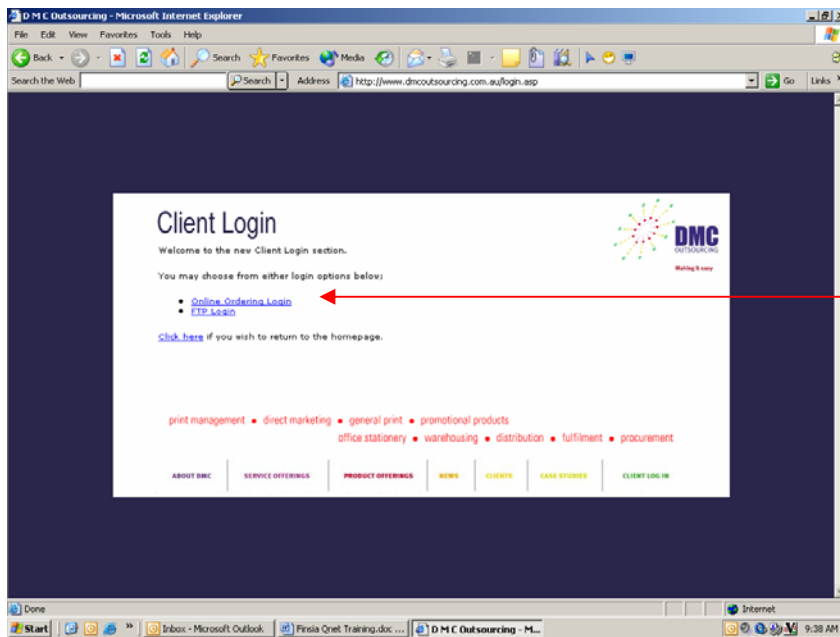 D M C Outsourcing - Microsoft Internet Explorer
File Edit View Favorites Tools Help
Back Search Favorites Media
Search the Web Search Address http://www.dmcoutsourcing.com.au/login.asp Go Links
Client Login
DMC
OUTSOURCING
Making it easy
Welcome to the new Client Login section.
You may choose from either login options below;
Online Ordering Login
FTP Login
Click here if you wish to return to the homepage.
print management • direct marketing • general print • promotional products
office stationery • warehousing • distribution • fulfilment • procurement
ABOUT DMC SERVICE OFFERINGS PRODUCT OFFERINGS NEWS CLIENTS CASE STUDIES CLIENT LOG IN
Done Internet
Start Inbox - Microsoft Outlook Finsia Qnet Training.doc ... D M C Outsourcing - M... 9:38 AM